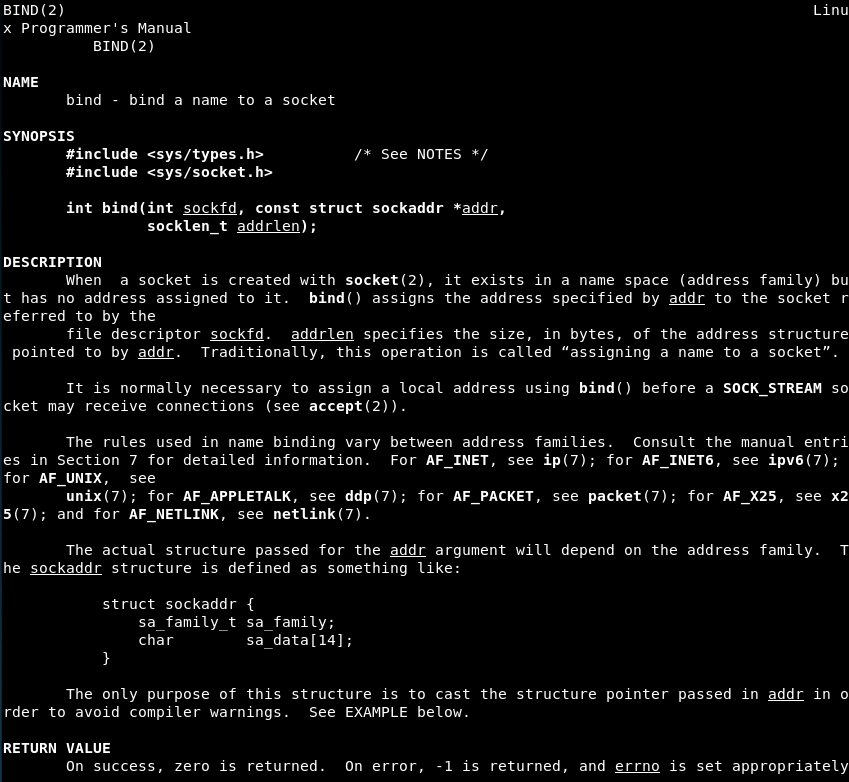 BIND(2)                                                                                   Linu
x Programmer's Manual
          BIND(2)

NAME
       bind - bind a name to a socket

SYNOPSIS
       #include <sys/types.h>          /* See NOTES */
       #include <sys/socket.h>

       int bind(int sockfd, const struct sockaddr *addr,
                socklen_t addrlen);

DESCRIPTION
       When  a socket is created with socket(2), it exists in a name space (address family) bu
t has no address assigned to it.  bind() assigns the address specified by addr to the socket r
eferred to by the
       file descriptor sockfd.  addrlen specifies the size, in bytes, of the address structure
 pointed to by addr.  Traditionally, this operation is called “assigning a name to a socket”.

       It is normally necessary to assign a local address using bind() before a SOCK_STREAM so
cket may receive connections (see accept(2)).

       The rules used in name binding vary between address families.  Consult the manual entri
es in Section 7 for detailed information.  For AF_INET, see ip(7); for AF_INET6, see ipv6(7);
for AF_UNIX,  see
       unix(7); for AF_APPLETALK, see ddp(7); for AF_PACKET, see packet(7); for AF_X25, see x2
5(7); and for AF_NETLINK, see netlink(7).

       The actual structure passed for the addr argument will depend on the address family.  T
he sockaddr structure is defined as something like:

           struct sockaddr {
               sa_family_t sa_family;
               char        sa_data[14];
           }

       The only purpose of this structure is to cast the structure pointer passed in addr in o
rder to avoid compiler warnings.  See EXAMPLE below.

RETURN VALUE
       On success, zero is returned.  On error, -1 is returned, and errno is set appropriately